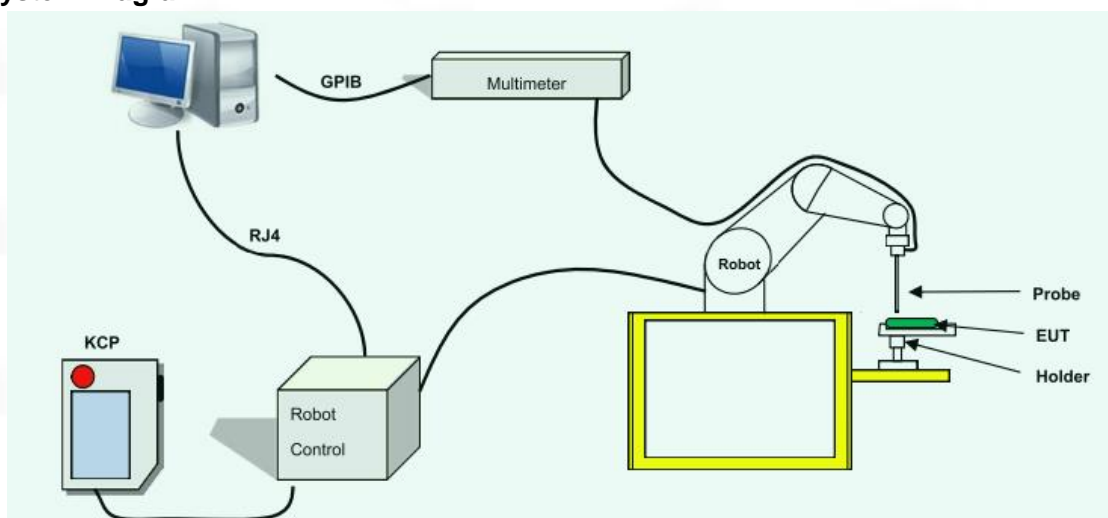 GPIB
Multimeter
RJ4
Robot
Probe
EUT
Holder
KCP
Robot
Control